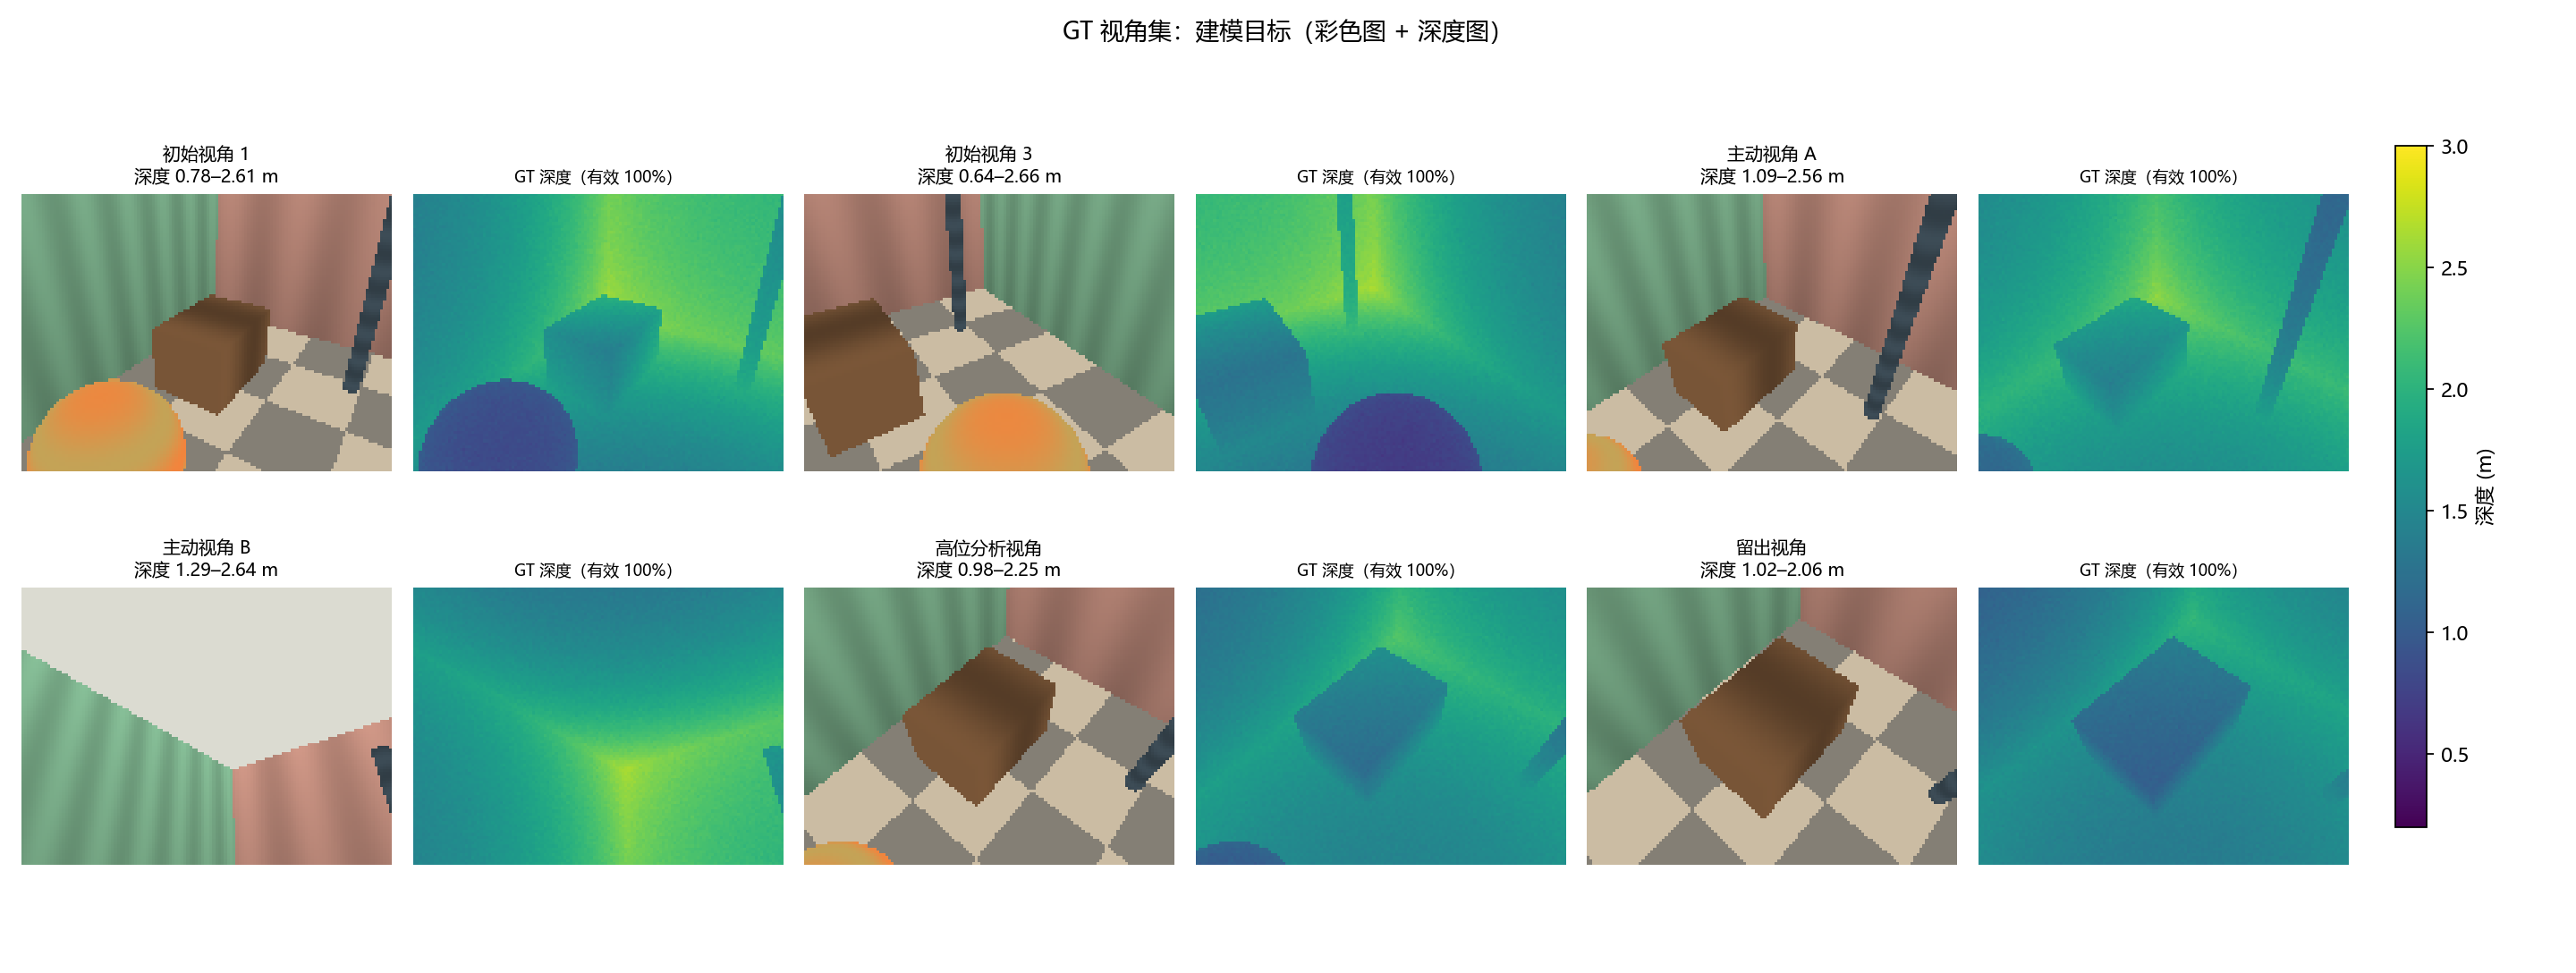 GT 视角集：建模目标（彩色图 + 深度图）
初始视角 1
深度 0.78–2.61 m
GT 深度（有效 100%）
初始视角 3
深度 0.64–2.66 m
GT 深度（有效 100%）
主动视角 A
深度 1.09–2.56 m
GT 深度（有效 100%）
主动视角 B
深度 1.29–2.64 m
GT 深度（有效 100%）
高位分析视角
深度 0.98–2.25 m
GT 深度（有效 100%）
留出视角
深度 1.02–2.06 m
GT 深度（有效 100%）
3.0
2.5
2.0
1.5
1.0
0.5
深度 (m)